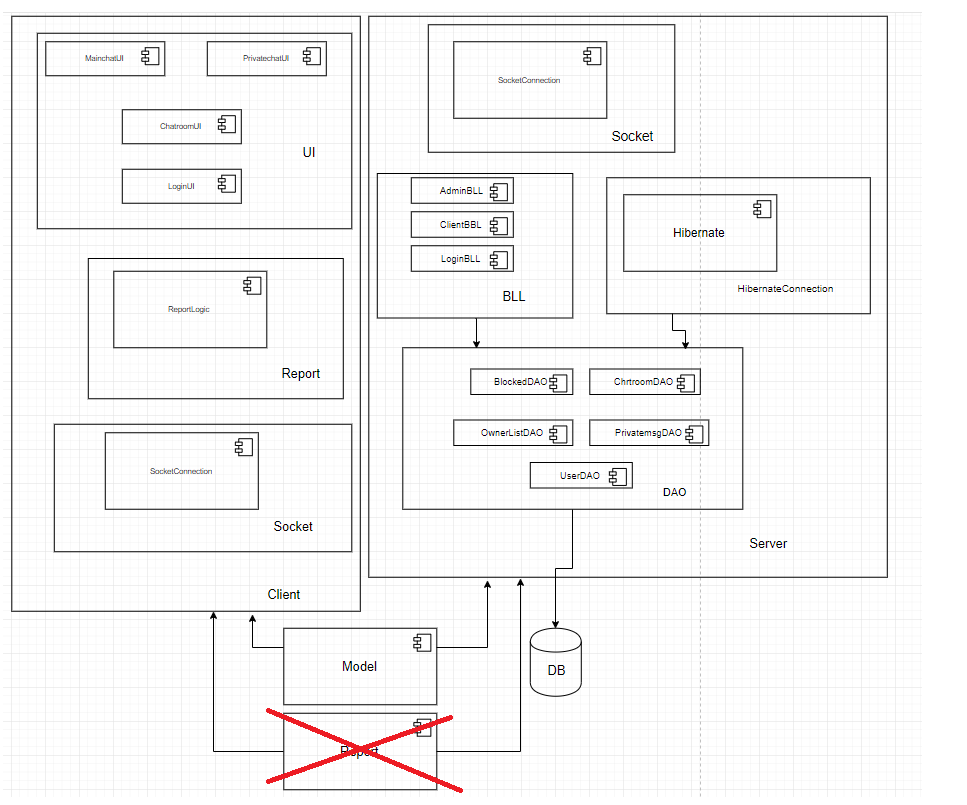 MainchatUI
PrivatechatUI
ChatroomUI
UI
LoginUI
ReportLogic
Report
SocketConnection
Socket
Client
SocketConnection
Socket
AdminBLL
ClientBBL
LoginBLL
BLL
Hibernate
HibernateConnection
BlockedDAO
ChrtroomDAO
OwnerListDAO
PrivatemsgDAO
UserDAO
DAO
Server
Model
DB
Report